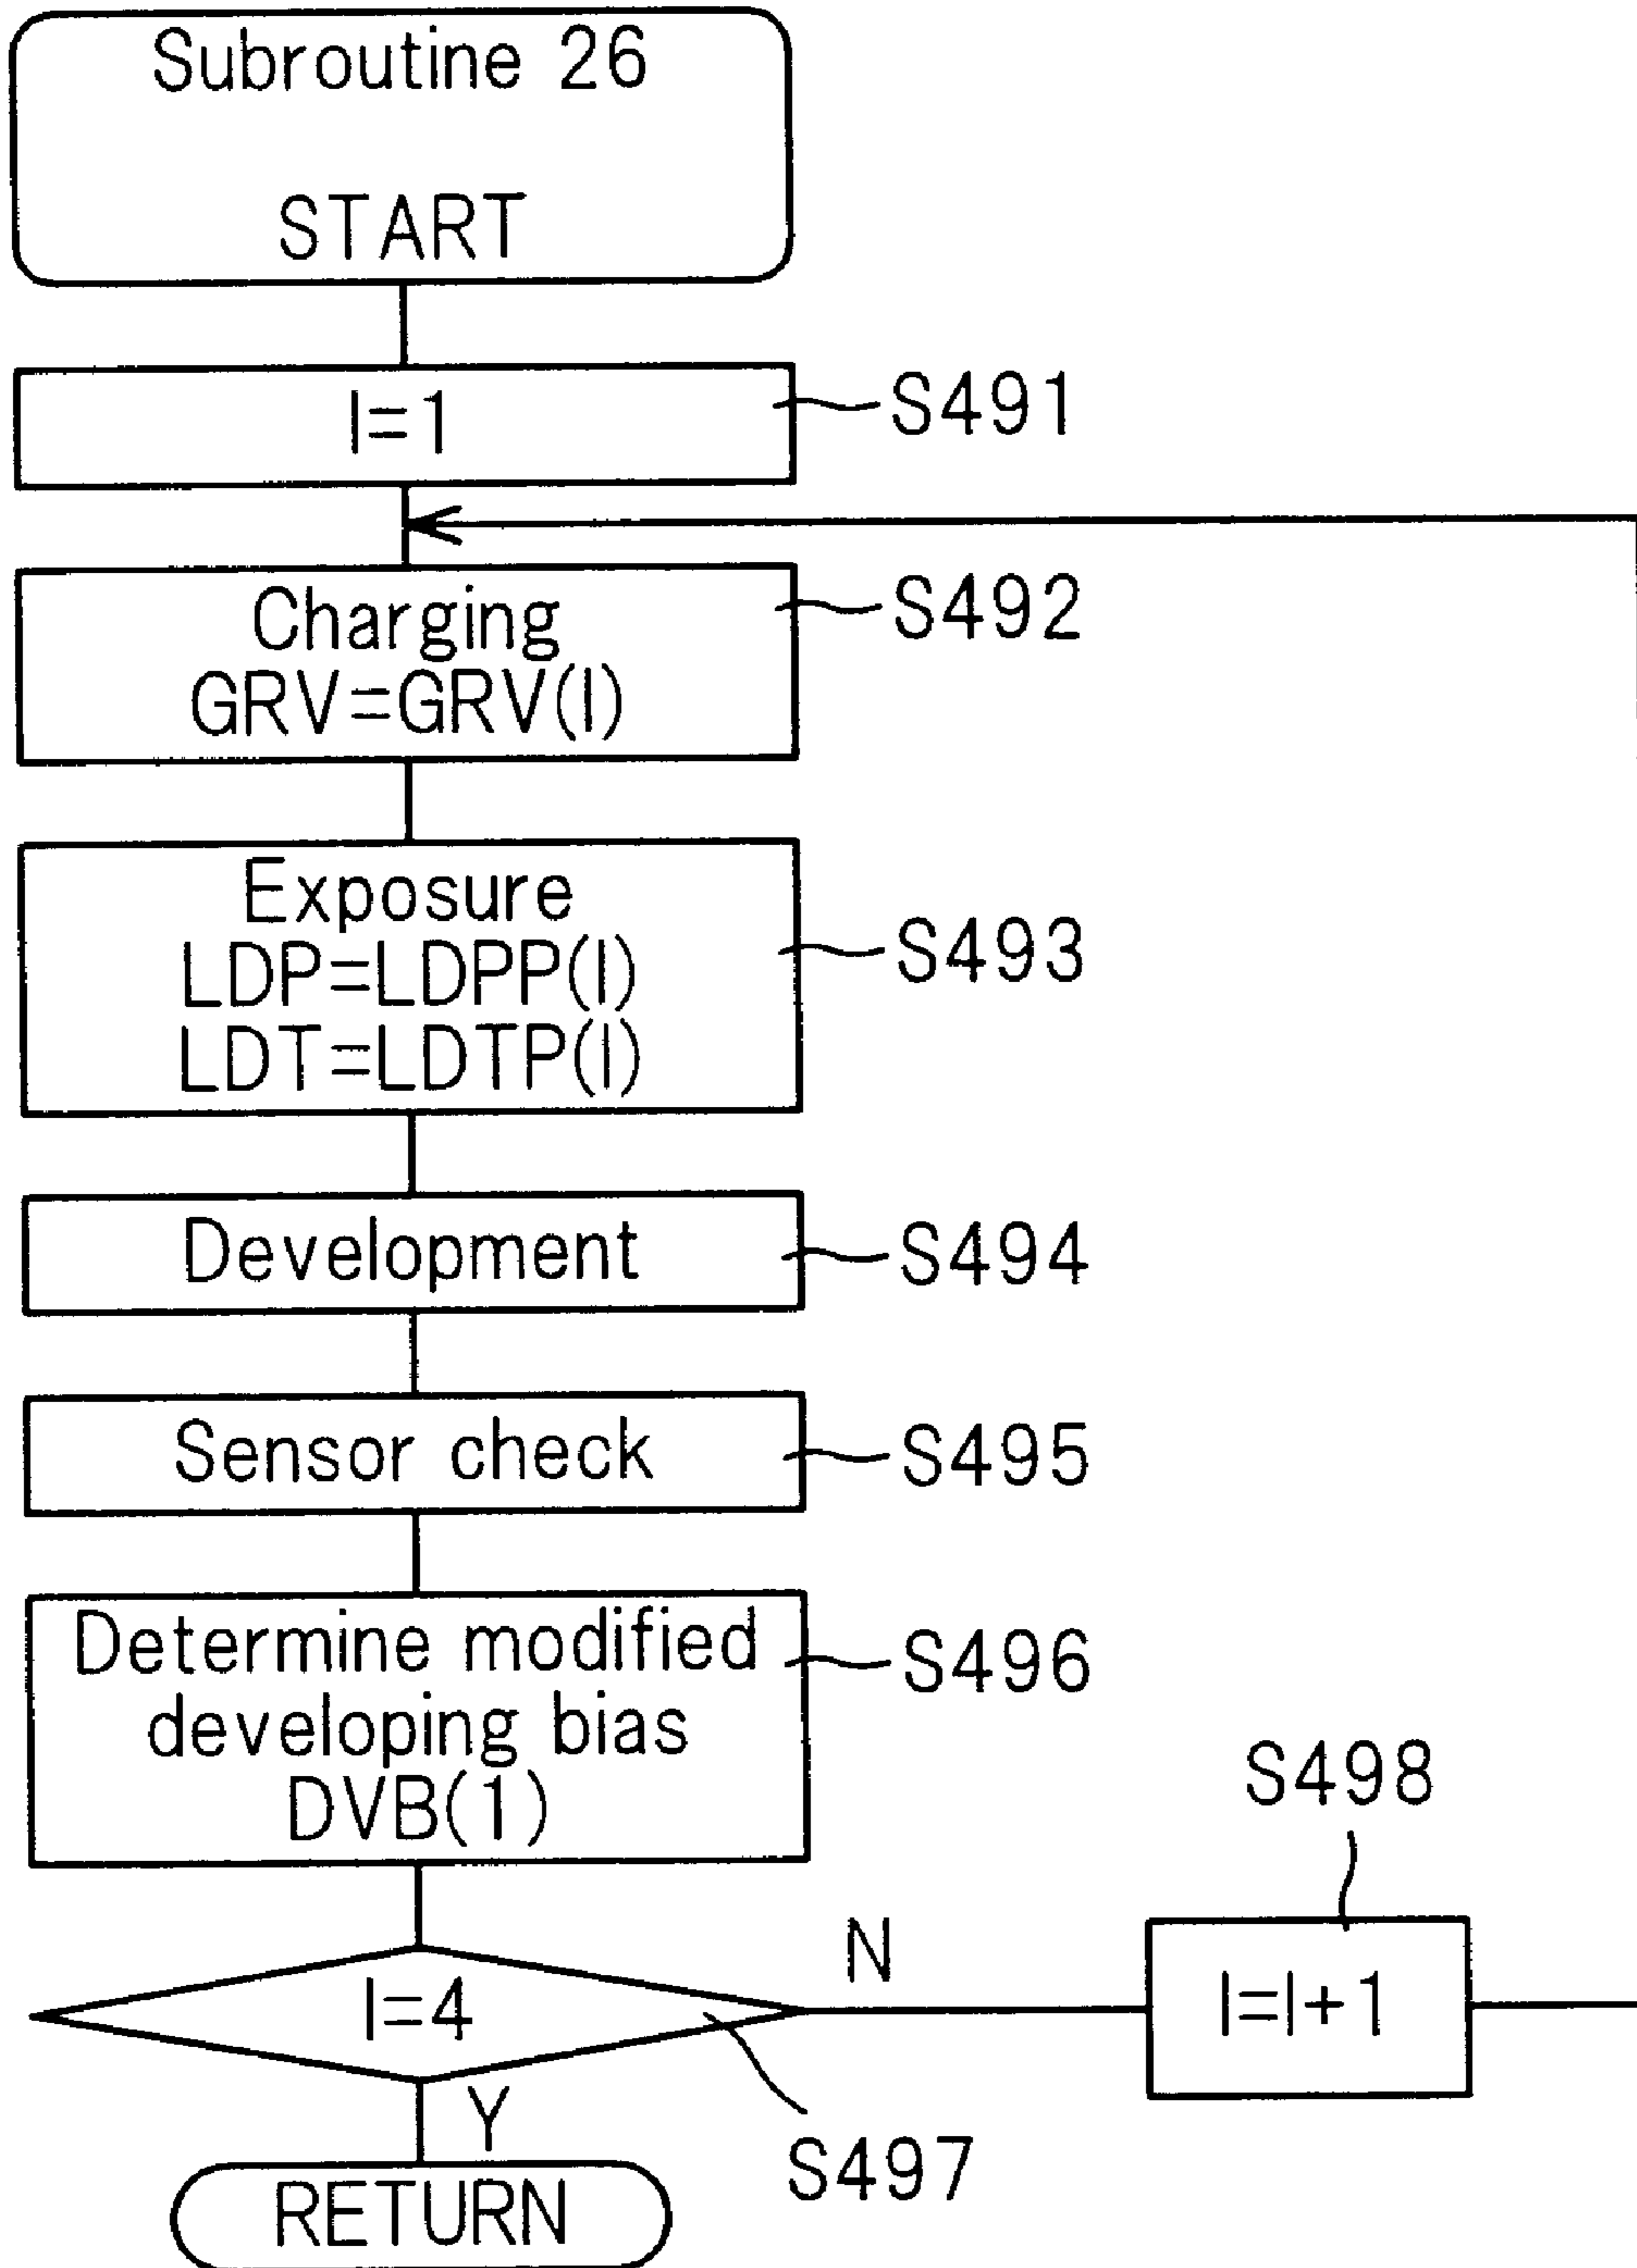 Subroutine 26
START
I=1
S491
Charging
GRV=GRV(I)
S492
Exposure
LDP=LDPP(I)
LDT=LDTP(I)
S493
Development
S494
Sensor check
S495
Determine modified
developing bias
DVB(1)
S496
I=4
N
S497
I=I+1
S498
Y
RETURN